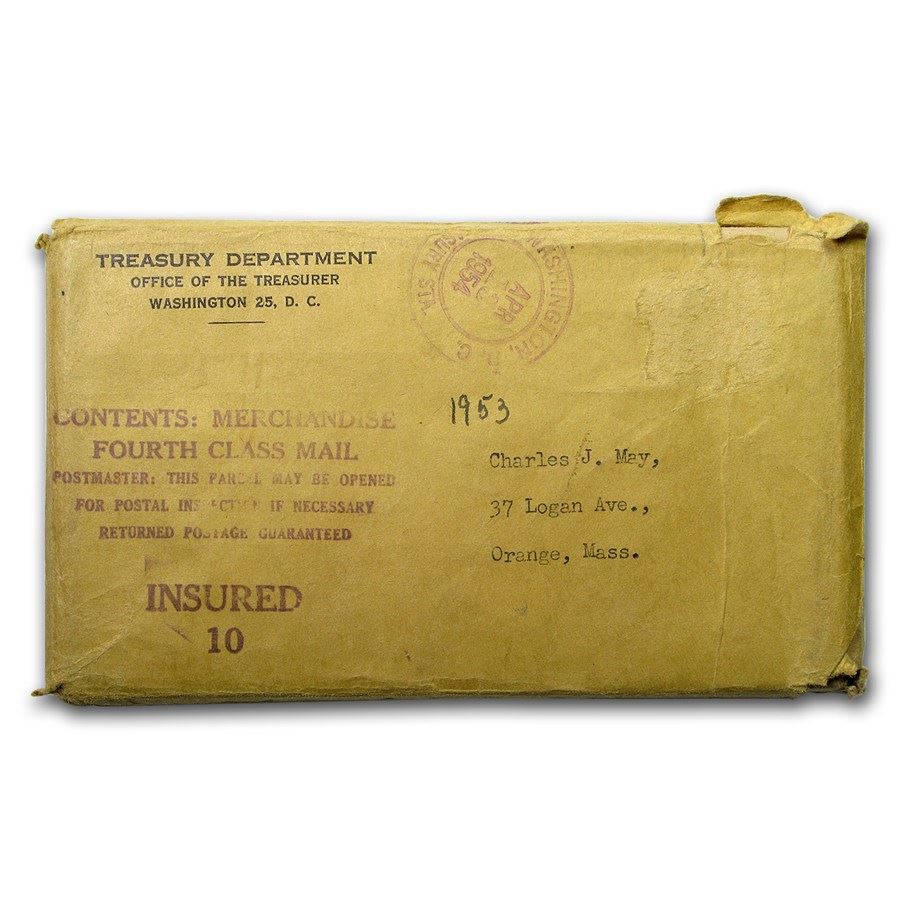 TREASURY DEPARTMENT
OFFICE OF THE TREASURER
WASHINGTON 25, D. C.
WASHINGTON, D. C.
APR
1954
1953
CONTENTS: MERCHANDISE
FOURTH CLASS MAIL
POSTMASTER: THIS PARCEL MAY BE OPENED
FOR POSTAL INSPECTION IF NECESSARY
RETURNED POSTAGE GUARANTEED
INSURED
10
Charles J. May,
37 Logan Ave.,
Orange, Mass.